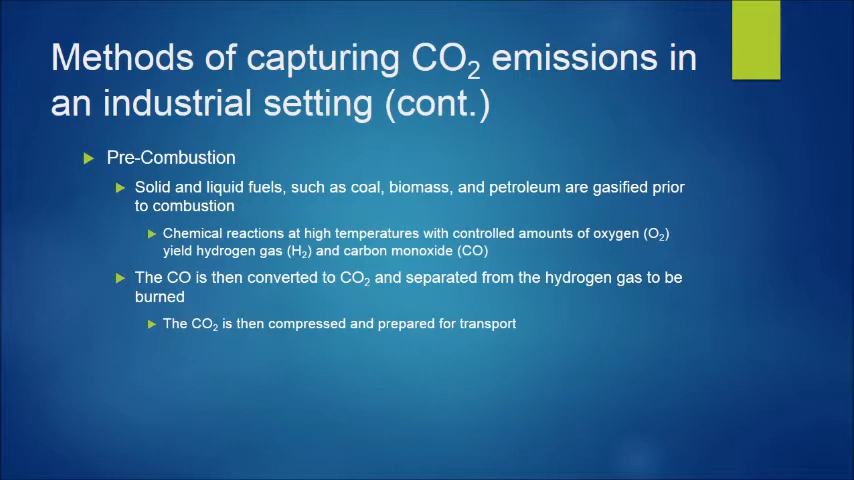 Methods of capturing CO₂ emissions in
an industrial setting (cont.)
Pre-Combustion
Solid and liquid fuels, such as coal, biomass, and petroleum are gasified prior
to combustion
Chemical reactions at high temperatures with controlled amounts of oxygen (O₂)
yield hydrogen gas (H₂) and carbon monoxide (CO)
The CO is then converted to CO₂ and separated from the hydrogen gas to be
burned
The CO₂ is then compressed and prepared for transport